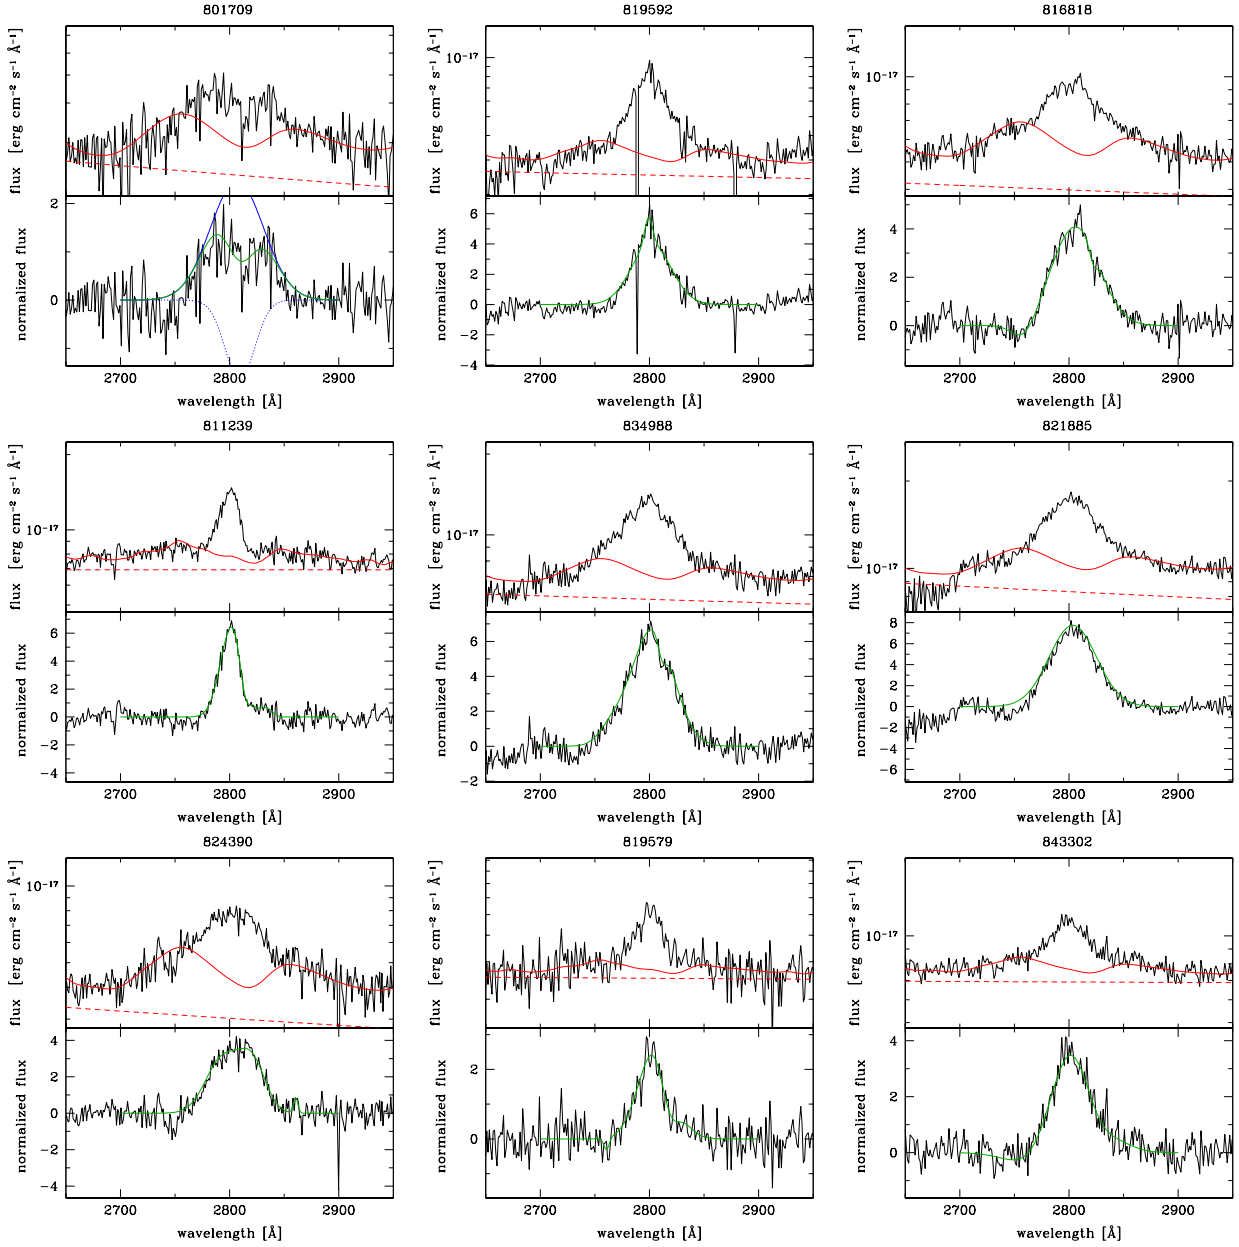 801709 819592 816818
flux [erg cm⁻² s⁻¹ Å⁻¹] flux [erg cm⁻² s⁻¹ Å⁻¹] 10⁻¹⁷ flux [erg cm⁻² s⁻¹ Å⁻¹] 10⁻¹⁷
normalized flux 2 1 0 normalized flux 6 4 2 0 −2 −4 normalized flux 4 2 0
2700 2800 2900 2700 2800 2900 2700 2800 2900
wavelength [Å] wavelength [Å] wavelength [Å]
811239 834988 821885
flux [erg cm⁻² s⁻¹ Å⁻¹] 10⁻¹⁷ flux [erg cm⁻² s⁻¹ Å⁻¹] 10⁻¹⁷ flux [erg cm⁻² s⁻¹ Å⁻¹] 10⁻¹⁷
normalized flux 6 4 2 0 −2 −4 normalized flux 6 4 2 0 −2 normalized flux 8 6 4 2 0 −2 −4 −6
2700 2800 2900 2700 2800 2900 2700 2800 2900
wavelength [Å] wavelength [Å] wavelength [Å]
824390 819579 843302
flux [erg cm⁻² s⁻¹ Å⁻¹] 10⁻¹⁷ flux [erg cm⁻² s⁻¹ Å⁻¹] flux [erg cm⁻² s⁻¹ Å⁻¹] 10⁻¹⁷
normalized flux 4 2 0 −2 −4 normalized flux 2 0 normalized flux 4 2 0
2700 2800 2900 2700 2800 2900 2700 2800 2900
wavelength [Å] wavelength [Å] wavelength [Å]